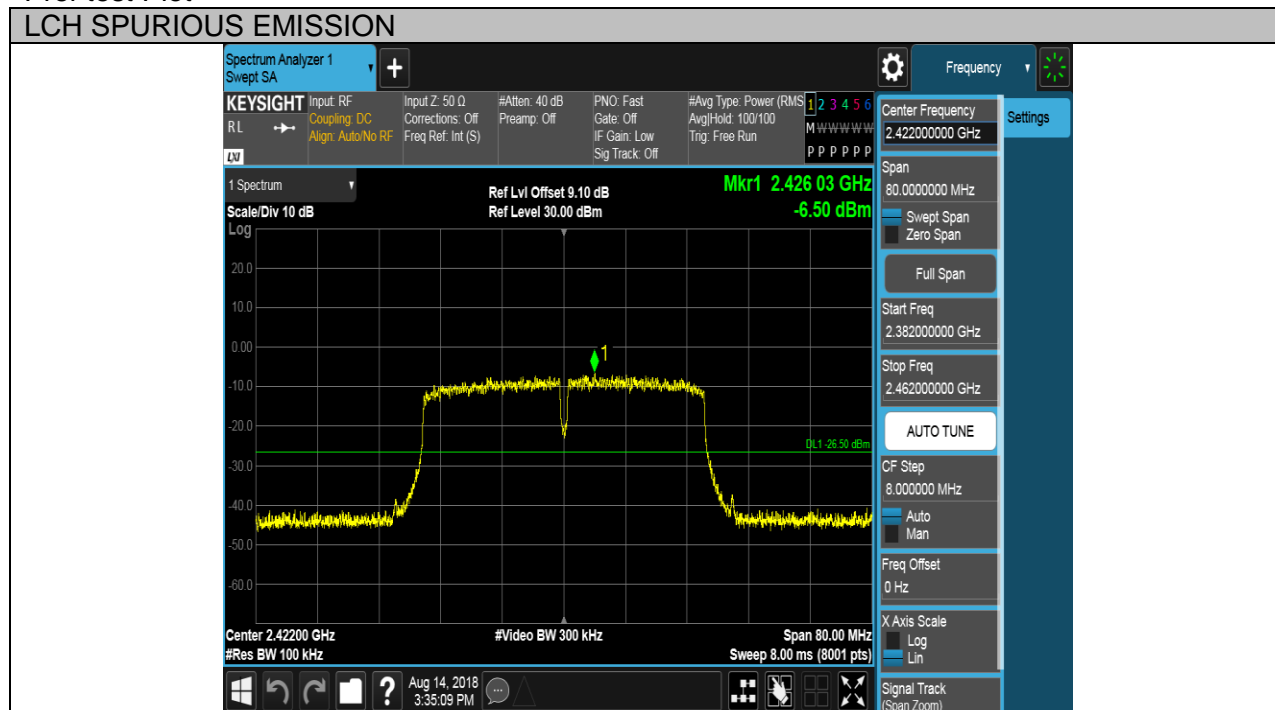 LCH SPURIOUS EMISSION
Spectrum Analyzer 1
Swept SA
+
Frequency
KEYSIGHT
RL
LXI
Input: RF
Coupling: DC
Align: Auto/No RF
Input Z: 50 Ω
Corrections: Off
Freq Ref: Int (S)
#Atten: 40 dB
Preamp: Off
PNO: Fast
Gate: Off
IF Gain: Low
Sig Track: Off
#Avg Type: Power (RMS
Avg|Hold: 100/100
Trig: Free Run
1 2 3 4 5 6
M W W W W W
P P P P P P
1 Spectrum
Scale/Div 10 dB
Log
Ref Lvl Offset 9.10 dB
Ref Level 30.00 dBm
Mkr1 2.426 03 GHz
-6.50 dBm
20.0
10.0
0.00
-10.0
-20.0
-30.0
-40.0
-50.0
-60.0
1
DL1 -26.50 dBm
Center 2.42200 GHz
#Res BW 100 kHz
#Video BW 300 kHz
Span 80.00 MHz
Sweep 8.00 ms (8001 pts)
?
Aug 14, 2018
3:35:09 PM
Center Frequency
2.422000000 GHz
Span
80.0000000 MHz
Swept Span
Zero Span
Full Span
Start Freq
2.382000000 GHz
Stop Freq
2.462000000 GHz
AUTO TUNE
CF Step
8.000000 MHz
Auto
Man
Freq Offset
0 Hz
X Axis Scale
Log
Lin
Signal Track
(Span Zoom)
Settings